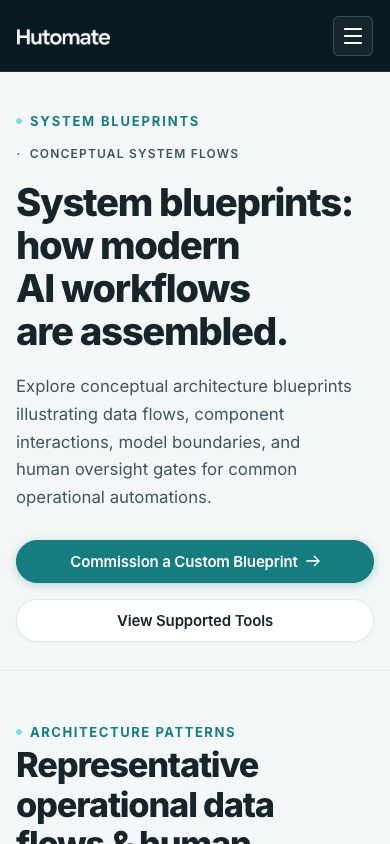 Hutomate
SYSTEM BLUEPRINTS
· CONCEPTUAL SYSTEM FLOWS
System blueprints:
how modern
AI workflows
are assembled.
Explore conceptual architecture blueprints
illustrating data flows, component
interactions, model boundaries, and
human oversight gates for common
operational automations.
Commission a Custom Blueprint →
View Supported Tools
ARCHITECTURE PATTERNS
Representative
operational data
flows & human